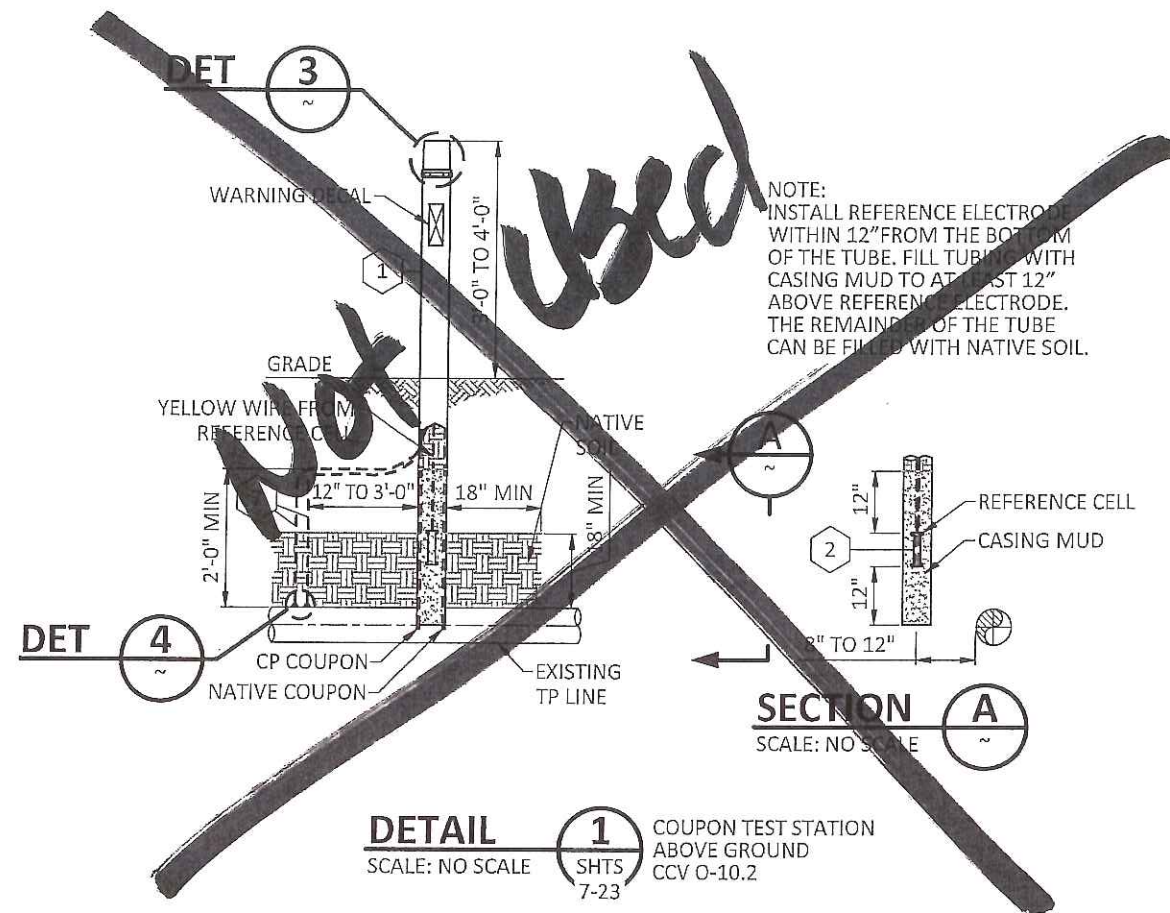 DET 3
~
WARNING DECAL
1
NOTE:
INSTALL REFERENCE ELECTRODE
WITHIN 12" FROM THE BOTTOM
OF THE TUBE. FILL TUBING WITH
CASING MUD TO AT LEAST 12"
ABOVE REFERENCE ELECTRODE.
THE REMAINDER OF THE TUBE
CAN BE FILLED WITH NATIVE SOIL.
-0" TO 4'-0"
Not Used
GRADE
YELLOW WIRE FROM
REFERENCE CELL
NATIVE
SOIL
A
~
12" TO 3'-0"
18" MIN
2'-0" MIN
18" MIN
12"
REFERENCE CELL
2
CASING MUD
12"
8" TO 12"
DET 4
~
CP COUPON
NATIVE COUPON
EXISTING
TP LINE
SECTION A
SCALE: NO SCALE ~
DETAIL 1
SCALE: NO SCALE
SHTS
7-23
COUPON TEST STATION
ABOVE GROUND
CCV O-10.2